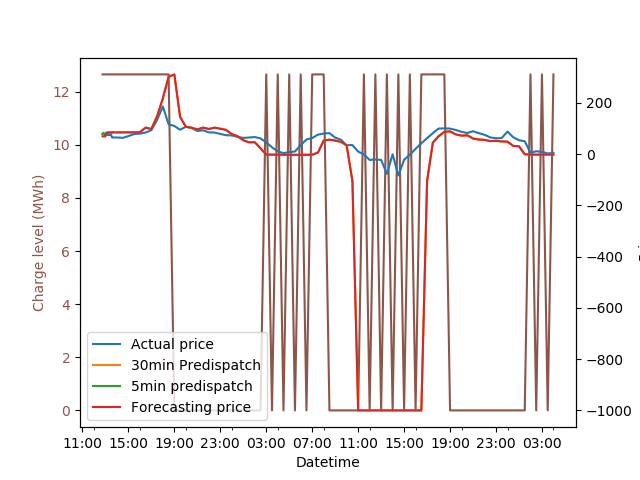 12
10
8
6
4
2
0
Charge level (MWh)
200
0
−200
−400
−600
−800
−1000
Actual price
30min Predispatch
5min predispatch
Forecasting price
11:00 15:00 19:00 23:00 03:00 07:00 11:00 15:00 19:00 23:00 03:00
Datetime